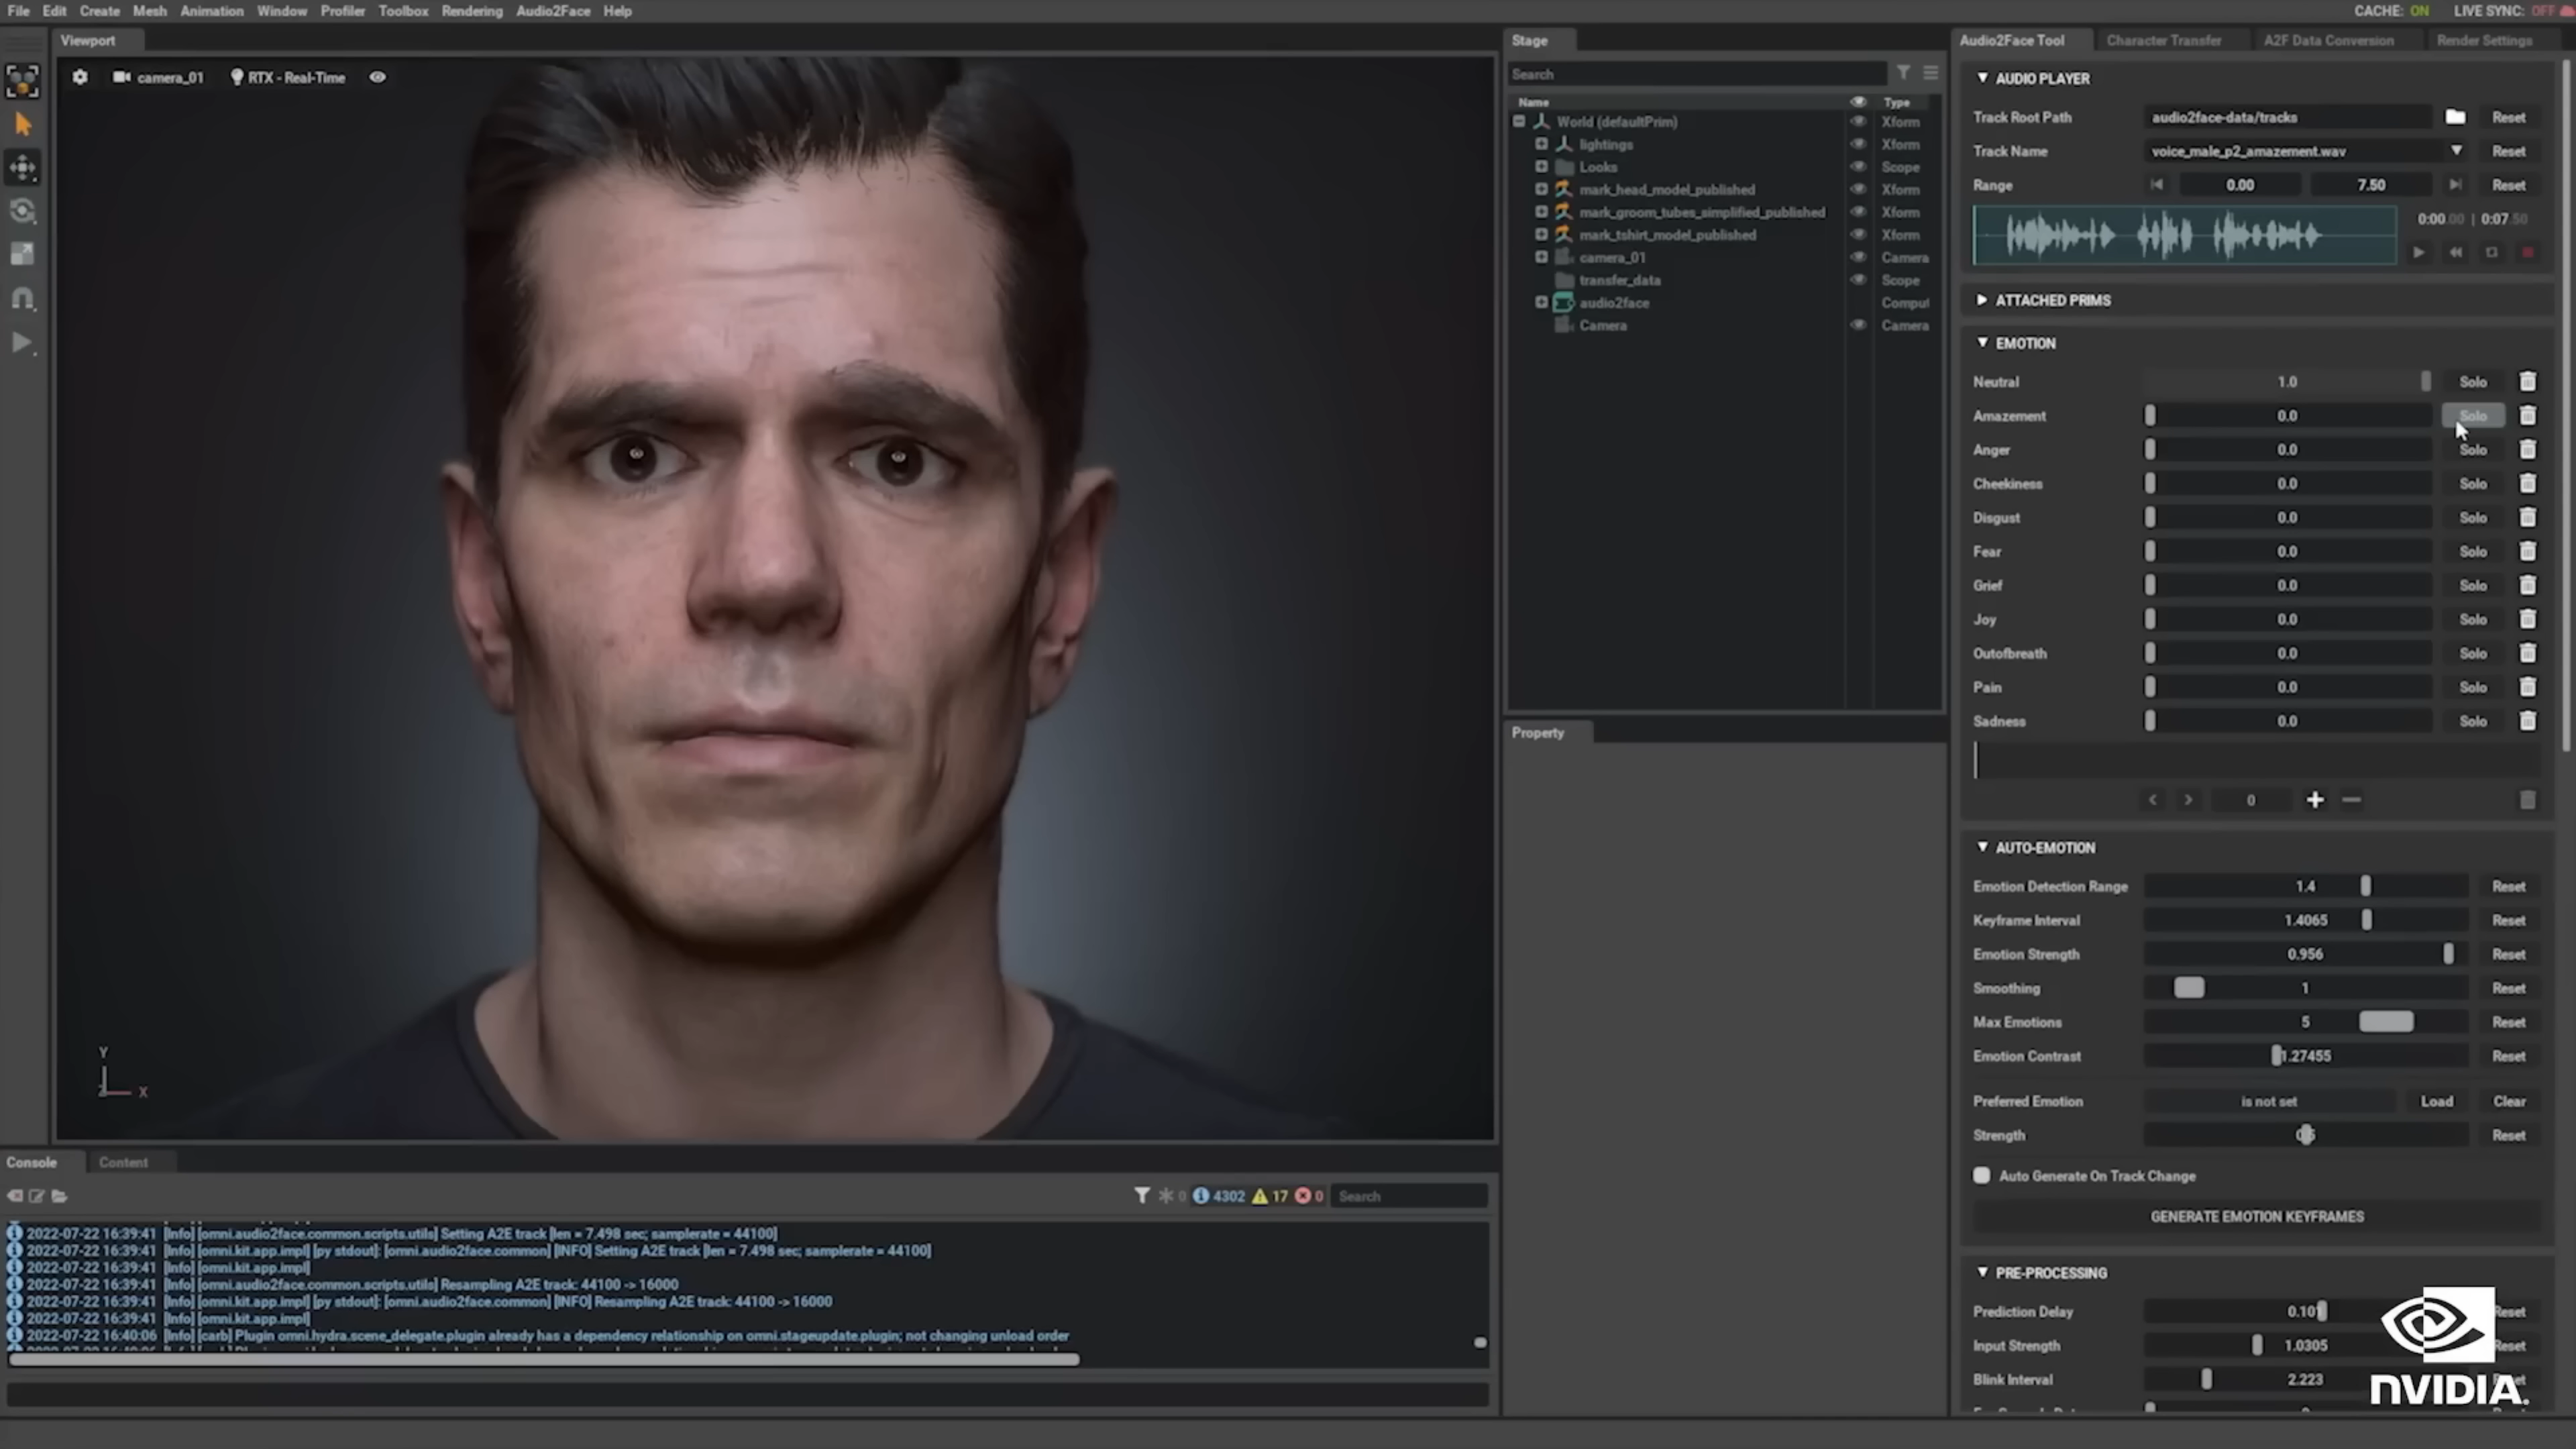 File Edit Create Mesh Animation Window Profiler Toolbox Rendering Audio2Face Help
CACHE: ON LIVE SYNC: OFF
Viewport
camera_01 RTX - Real-Time
Stage
Search
Name Type
World (defaultPrim) Xform
lightings Xform
Looks Scope
mark_head_model_published Xform
mark_groom_tubes_simplified_published Xform
mark_tshirt_model_published Xform
camera_01 Camera
transfer_data Scope
audio2face Comput
Camera Camera
Property
Audio2Face Tool Character Transfer A2F Data Conversion Render Settings
AUDIO PLAYER
Track Root Path audio2face-data/tracks Reset
Track Name voice_male_p2_amazement.wav Reset
Range 0.00 7.50 Reset
0:00.00 | 0:07.50
ATTACHED PRIMS
EMOTION
Neutral 1.0 Solo
Amazement 0.0 Solo
Anger 0.0 Solo
Cheekiness 0.0 Solo
Disgust 0.0 Solo
Fear 0.0 Solo
Grief 0.0 Solo
Joy 0.0 Solo
Outofbreath 0.0 Solo
Pain 0.0 Solo
Sadness 0.0 Solo
0
AUTO-EMOTION
Emotion Detection Range 1.4 Reset
Keyframe Interval 1.4065 Reset
Emotion Strength 0.956 Reset
Smoothing 1 Reset
Max Emotions 5 Reset
Emotion Contrast 1.27455 Reset
Preferred Emotion is not set Load Clear
Strength Reset
Auto Generate On Track Change
GENERATE EMOTION KEYFRAMES
PRE-PROCESSING
Prediction Delay 0.10 Reset
Input Strength 1.0305 Reset
Blink Interval 2.223
NVIDIA.
Y
Z X
Console Content
0 4302 17 0 Search
2022-07-22 16:39:41 [Info] [omni.audio2face.common.scripts.utils] Setting A2E track [len = 7.498 sec; samplerate = 44100]
2022-07-22 16:39:41 [Info] [omni.kit.app.impl] [py stdout]: [omni.audio2face.common] [INFO] Setting A2E track [len = 7.498 sec; samplerate = 44100]
2022-07-22 16:39:41 [Info] [omni.kit.app.impl]
2022-07-22 16:39:41 [Info] [omni.audio2face.common.scripts.utils] Resampling A2E track: 44100 -> 16000
2022-07-22 16:39:41 [Info] [omni.kit.app.impl] [py stdout]: [omni.audio2face.common] [INFO] Resampling A2E track: 44100 -> 16000
2022-07-22 16:39:41 [Info] [omni.kit.app.impl]
2022-07-22 16:40:06 [Info] [carb] Plugin omni.hydra.scene_delegate.plugin already has a dependency relationship on omni.stageupdate.plugin; not changing unload order